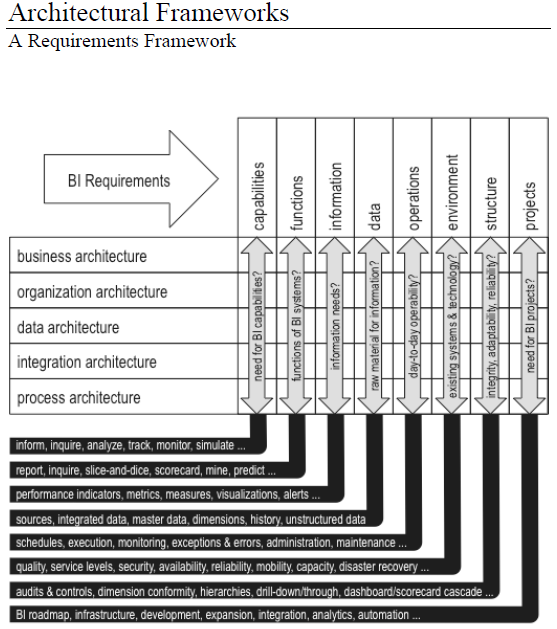 Architectural Frameworks
A Requirements Framework
BI Requirements
capabilities
functions
information
data
operations
environment
structure
projects
business architecture
organization architecture
data architecture
integration architecture
process architecture
need for BI capabilities?
functions of BI systems?
information needs?
raw material for information?
day-to-day operability?
existing systems & technology?
integrity, adaptability, reliability?
need for BI projects?
inform, inquire, analyze, track, monitor, simulate ...
report, inquire, slice-and-dice, scorecard, mine, predict ...
performance indicators, metrics, measures, visualizations, alerts ...
sources, integrated data, master data, dimensions, history, unstructured data
schedules, execution, monitoring, exceptions & errors, administration, maintenance ...
quality, service levels, security, availability, reliability, mobility, capacity, disaster recovery ...
audits & controls, dimension conformity, hierarchies, drill-down/through, dashboard/scorecard cascade ...
BI roadmap, infrastructure, development, expansion, integration, analytics, automation ...